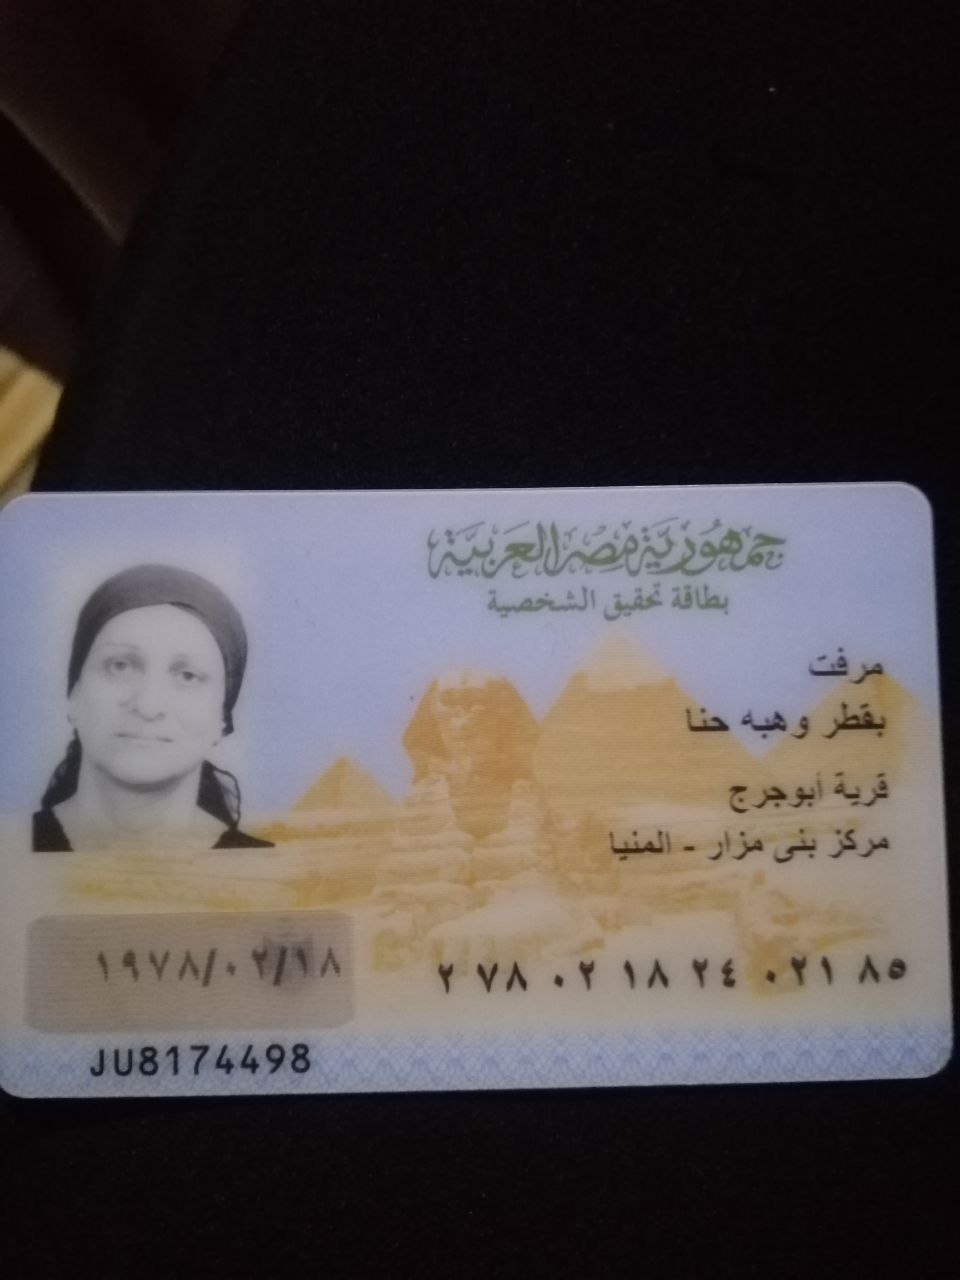 جمهورية مصر العربية
بطاقة تحقيق الشخصية
مرفت
بقطر وهبه حنا
قرية أبوجرج
مركز بنى مزار - المنيا
٢ ٧٨ ٠٢ ١٨ ٢٤ ٠٢١ ٨٥
١٩٧٨/٠٢/١٨
JU8174498